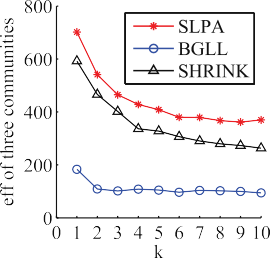 800
600
400
200
0
eff of three communities
SLPA
BGLL
SHRINK
0 1 2 3 4 5 6 7 8 9 10
k